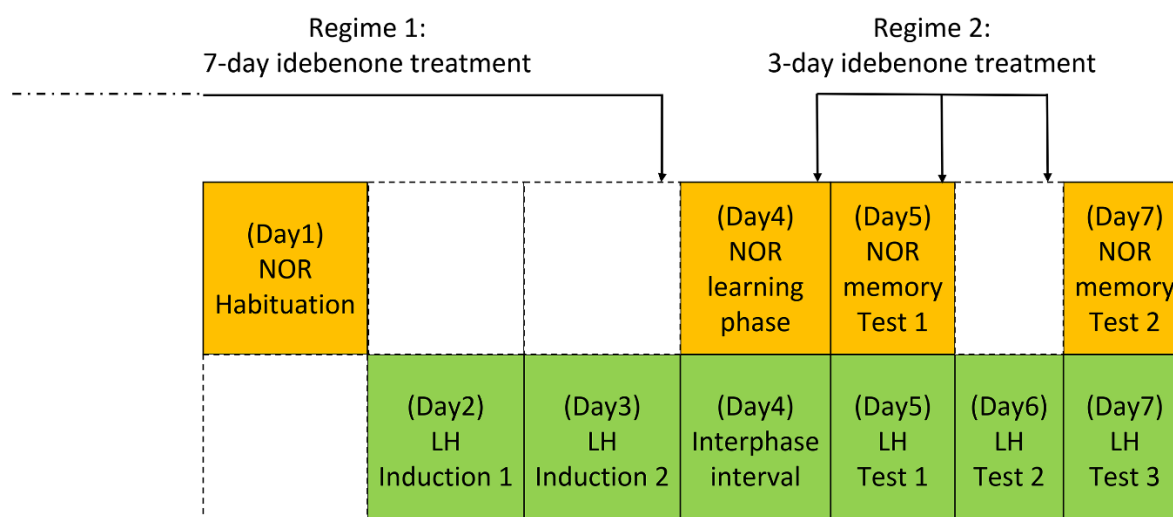 Regime 1:
7-day idebenone treatment
Regime 2:
3-day idebenone treatment
(Day1)
NOR
Habituation
(Day4)
NOR
learning
phase
(Day5)
NOR
memory
Test 1
(Day7)
NOR
memory
Test 2
(Day2)
LH
Induction 1
(Day3)
LH
Induction 2
(Day4)
Interphase
interval
(Day5)
LH
Test 1
(Day6)
LH
Test 2
(Day7)
LH
Test 3